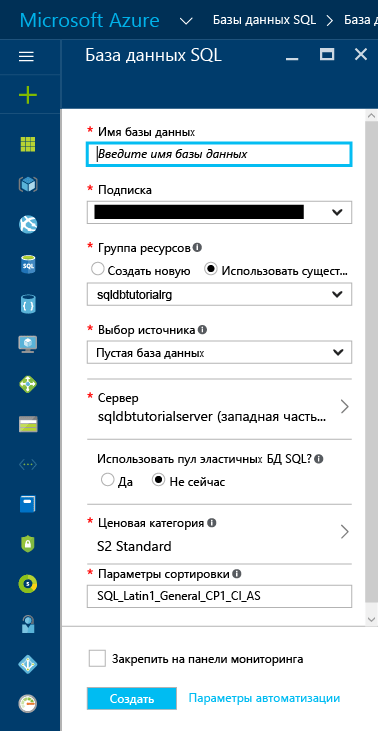 Microsoft Azure Базы данных SQL База д
База данных SQL
* Имя базы данных
Введите имя базы данных
* Подписка
* Группа ресурсов
Создать новую Использовать сущест...
sqldbtutorialrg
* Выбор источника
Пустая база данных
* Сервер
sqldbtutorialserver (западная часть...
Использовать пул эластичных БД SQL?
Да Не сейчас
* Ценовая категория
S2 Standard
* Параметры сортировки
SQL_Latin1_General_CP1_CI_AS
Закрепить на панели мониторинга
Создать Параметры автоматизации